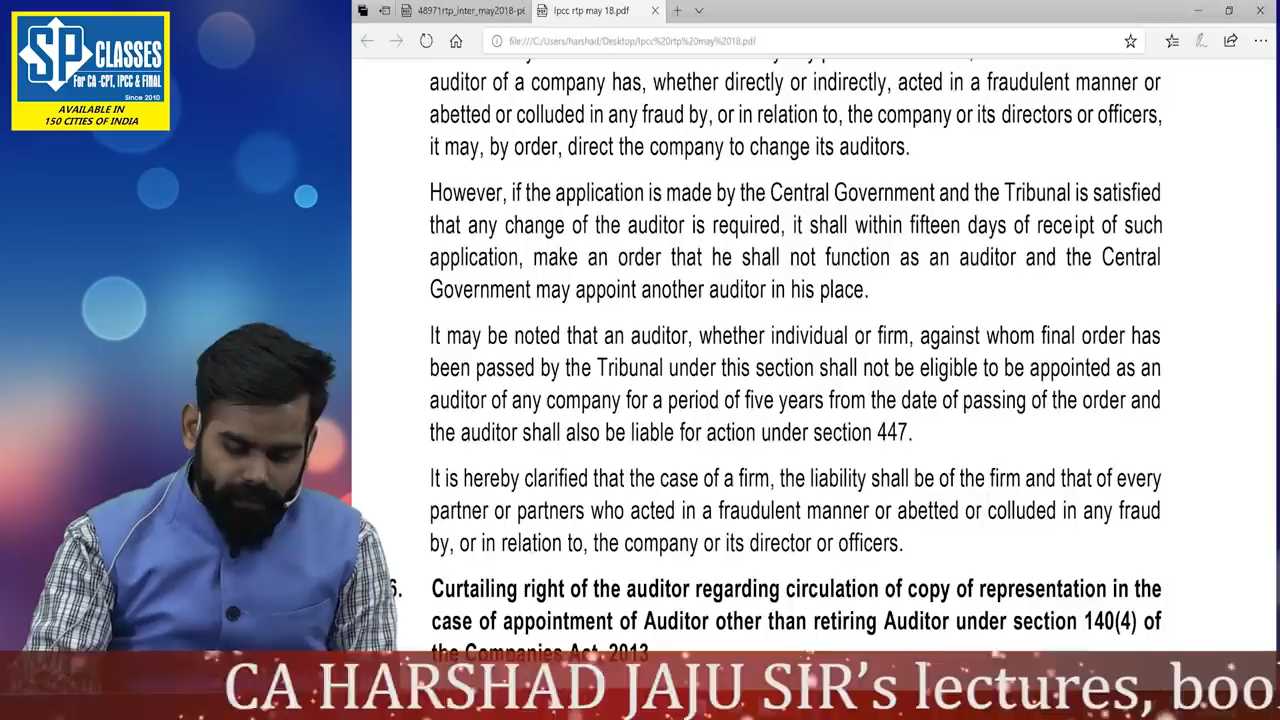 SP CLASSES
For CA -CPT, IPCC & FINAL
Since 2010
AVAILABLE IN
150 CITIES OF INDIA
48971rtp_inter_may2018-p6
Ipcc rtp may 18.pdf
file:///C:/Users/harshad/Desktop/Ipcc%20rtp%20may%2018.pdf
auditor of a company has, whether directly or indirectly, acted in a fraudulent manner or
abetted or colluded in any fraud by, or in relation to, the company or its directors or officers,
it may, by order, direct the company to change its auditors.
However, if the application is made by the Central Government and the Tribunal is satisfied
that any change of the auditor is required, it shall within fifteen days of receipt of such
application, make an order that he shall not function as an auditor and the Central
Government may appoint another auditor in his place.
It may be noted that an auditor, whether individual or firm, against whom final order has
been passed by the Tribunal under this section shall not be eligible to be appointed as an
auditor of any company for a period of five years from the date of passing of the order and
the auditor shall also be liable for action under section 447.
It is hereby clarified that the case of a firm, the liability shall be of the firm and that of every
partner or partners who acted in a fraudulent manner or abetted or colluded in any fraud
by, or in relation to, the company or its director or officers.
6. Curtailing right of the auditor regarding circulation of copy of representation in the
case of appointment of Auditor other than retiring Auditor under section 140(4) of
the Companies Act, 2013
CA HARSHAD JAJU SIR's lectures, boo